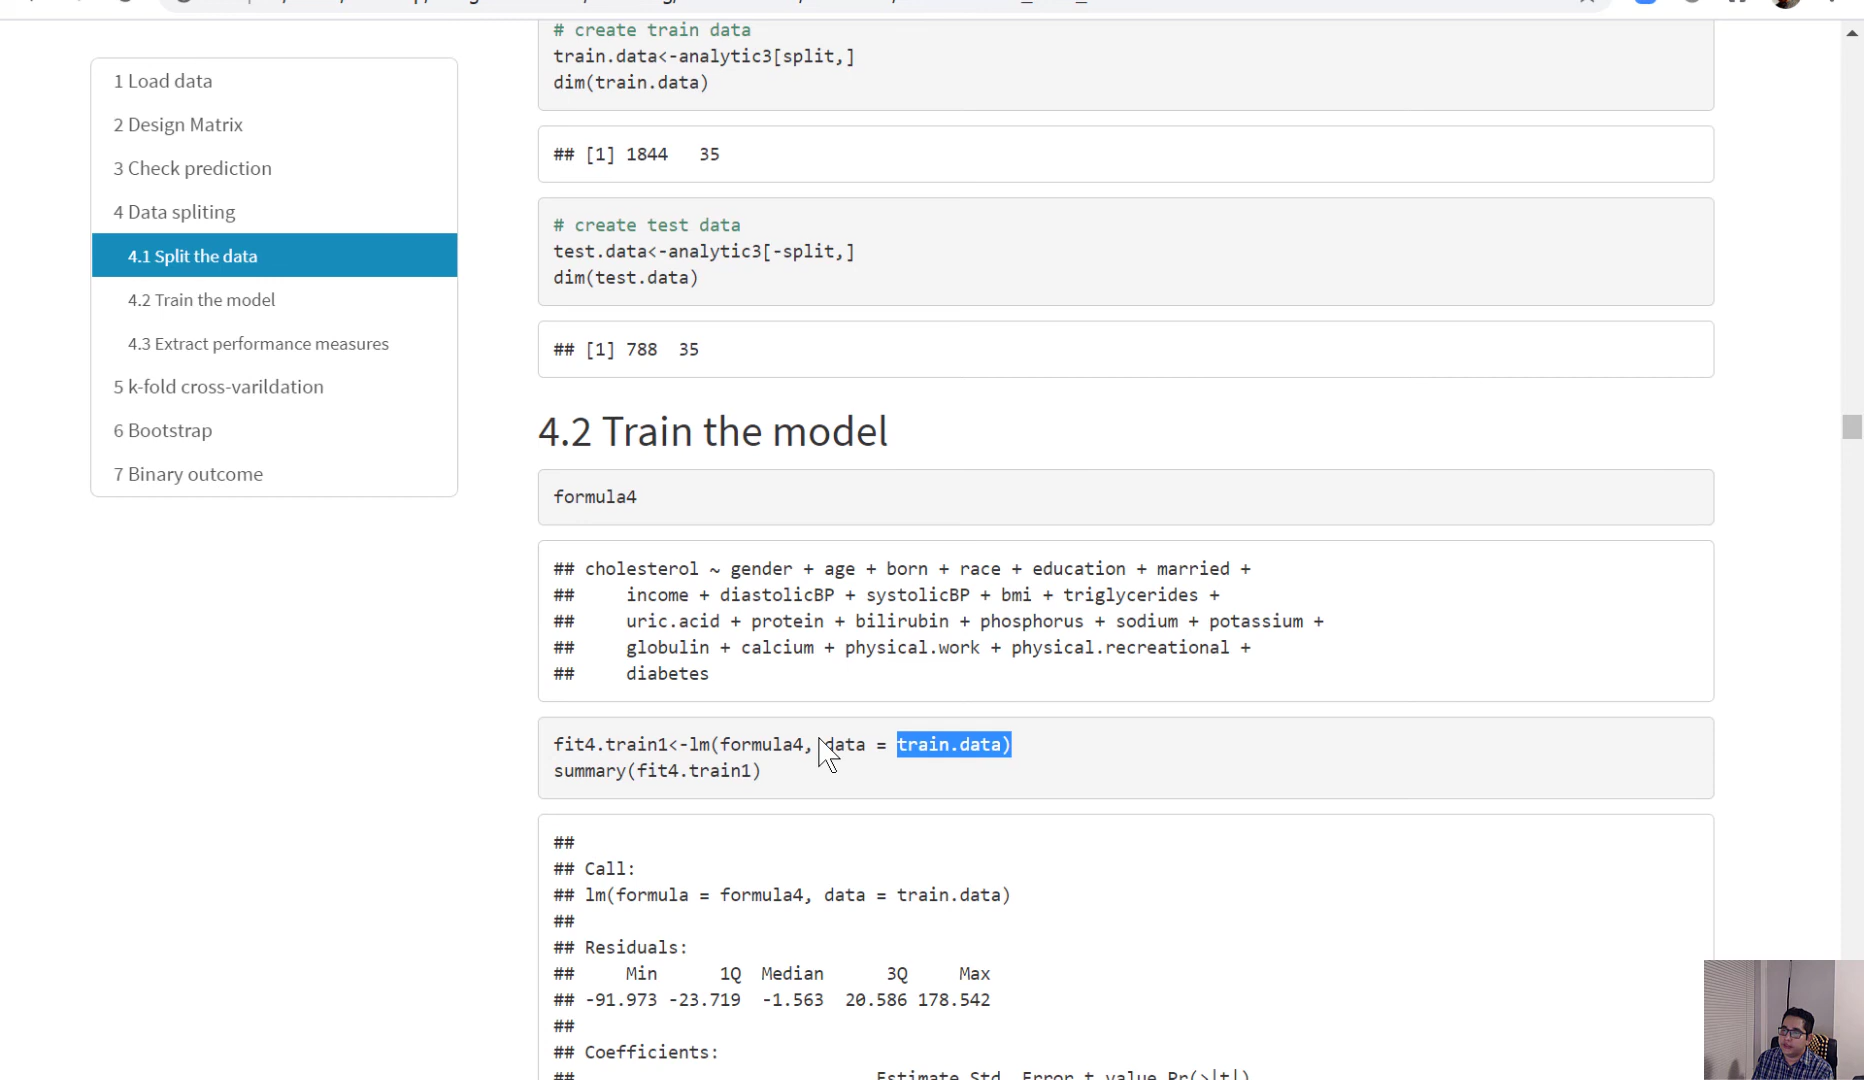 # create train data
train.data<-analytic3[split,]
dim(train.data)
1 Load data
2 Design Matrix
3 Check prediction
4 Data spliting
4.1 Split the data
4.2 Train the model
4.3 Extract performance measures
5 k-fold cross-varildation
6 Bootstrap
7 Binary outcome
## [1] 1844   35
# create test data
test.data<-analytic3[-split,]
dim(test.data)
## [1] 788  35
4.2 Train the model
formula4
## cholesterol ~ gender + age + born + race + education + married +
##     income + diastolicBP + systolicBP + bmi + triglycerides +
##     uric.acid + protein + bilirubin + phosphorus + sodium + potassium +
##     globulin + calcium + physical.work + physical.recreational +
##     diabetes
fit4.train1<-lm(formula4, data = train.data)
summary(fit4.train1)
##
## Call:
## lm(formula = formula4, data = train.data)
##
## Residuals:
##     Min      1Q  Median      3Q     Max
## -91.973 -23.719  -1.563  20.586 178.542
##
## Coefficients:
##                             Estimate Std. Error t value Pr(>|t|)